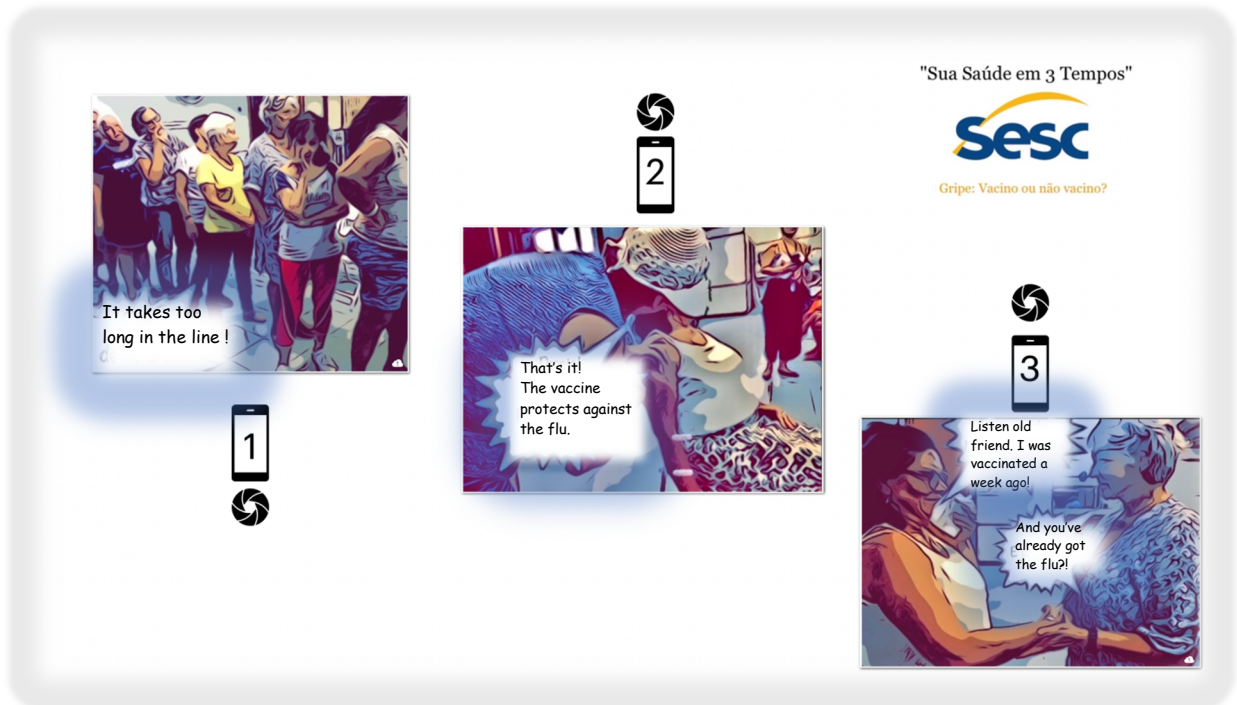 "Sua Saúde em 3 Tempos"
Sesc
Gripe: Vacino ou não vacino?
It takes too
long in the line !
1
2
That's it!
The vaccine
protects against
the flu.
3
Listen old
friend. I was
vaccinated a
week ago!
And you've
already got
the flu?!